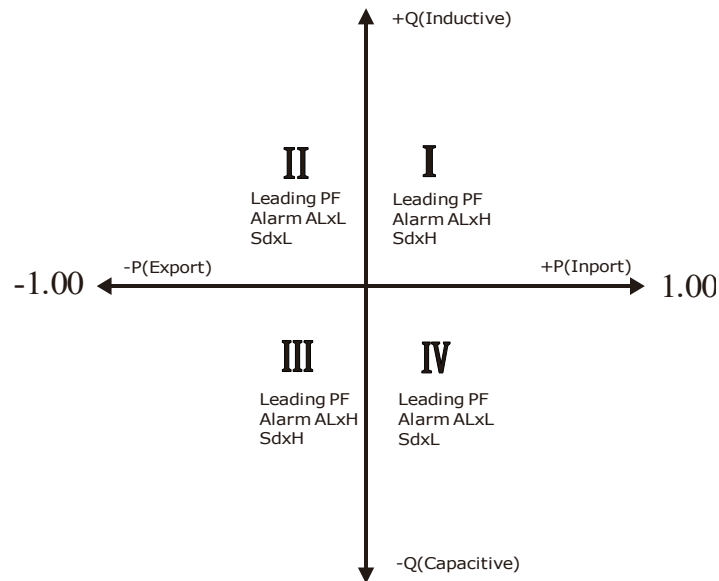 +Q(Inductive)
II
Leading PF
Alarm ALxL
SdxL
I
Leading PF
Alarm ALxH
SdxH
-1.00
-P(Export)
+P(Inport)
1.00
III
Leading PF
Alarm ALxH
SdxH
IV
Leading PF
Alarm ALxL
SdxL
-Q(Capacitive)